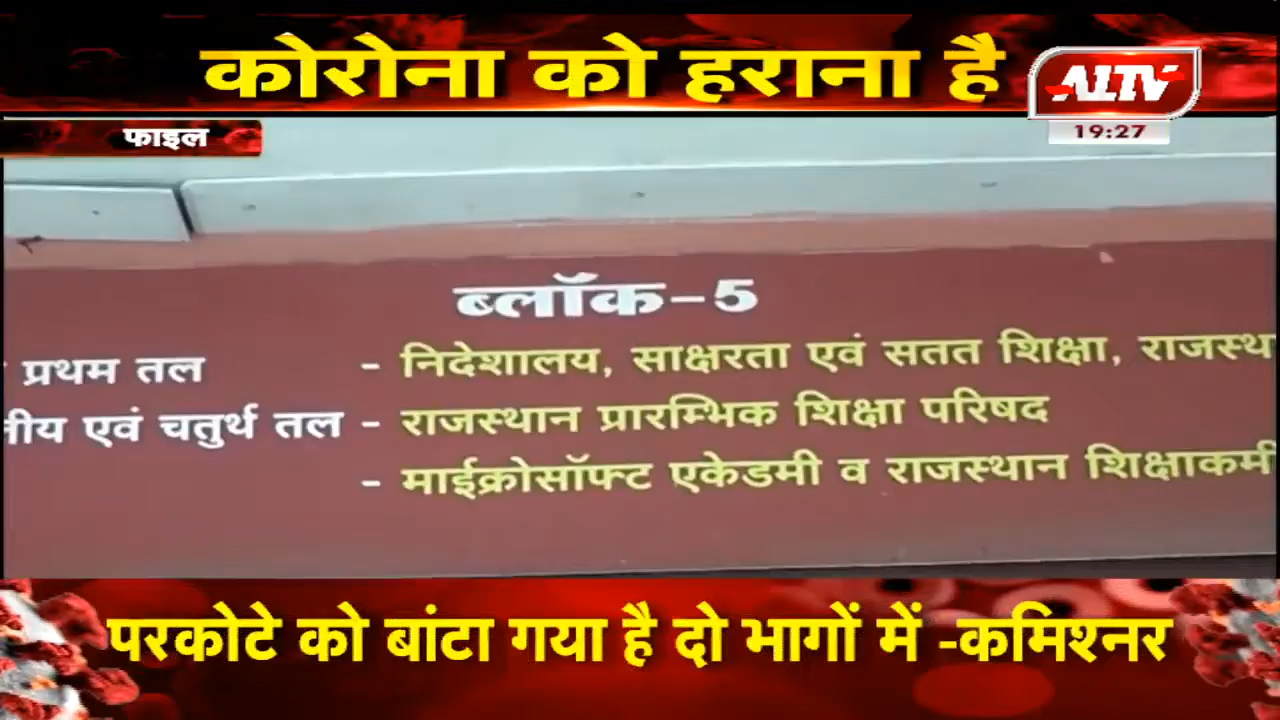 कोरोना को हराना है
ALTV
19:27
फाइल
ब्लॉक-5
प्रथम तल - निदेशालय, साक्षरता एवं सतत शिक्षा,
एवं चतुर्थ तल - राजस्थान प्रारम्भिक शिक्षा परिषद
- माईक्रोसॉफ्ट एकेडमी व राजस्थान शिक्षाकर्मी
परकोटे को बांटा गया है दो भागों में -कमिश्नर